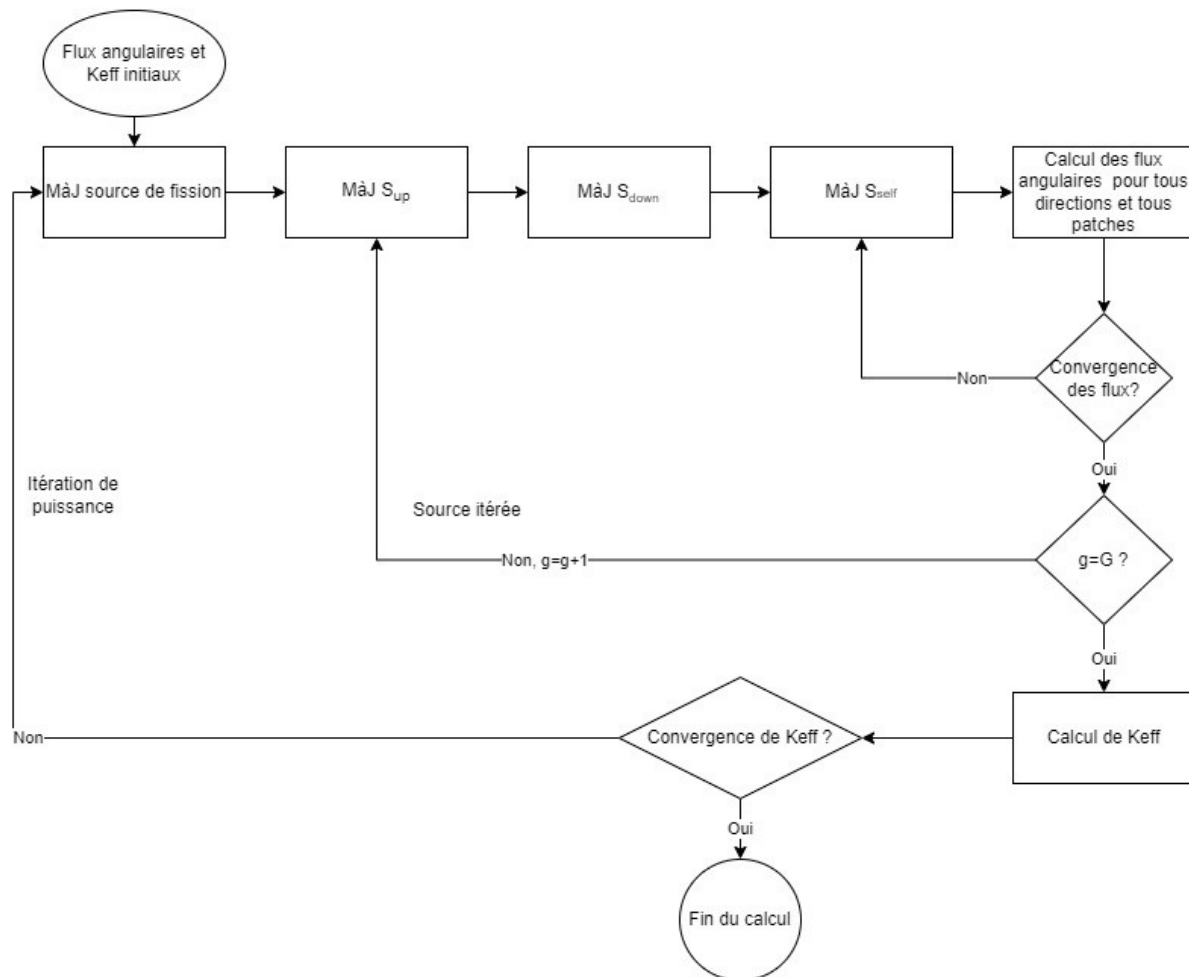 Flux angulaires et
Keff initiaux
MàJ source de fission
MàJ Sup
MàJ Sdown
MàJ Sself
Calcul des flux
angulaires pour tous
directions et tous
patches
Convergence
des flux?
Non
Oui
Itération de
puissance
Source itérée
Non, g=g+1
g=G ?
Oui
Calcul de Keff
Convergence de Keff ?
Non
Oui
Fin du calcul